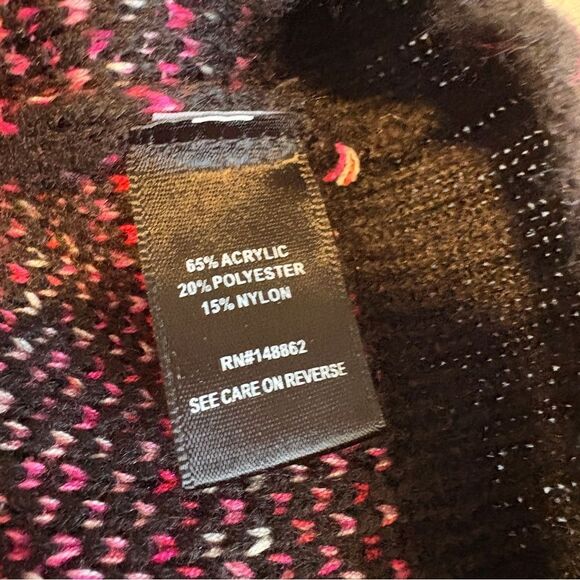 65% ACRYLIC
20% POLYESTER
15% NYLON
RN#148862
SEE CARE ON REVERSE